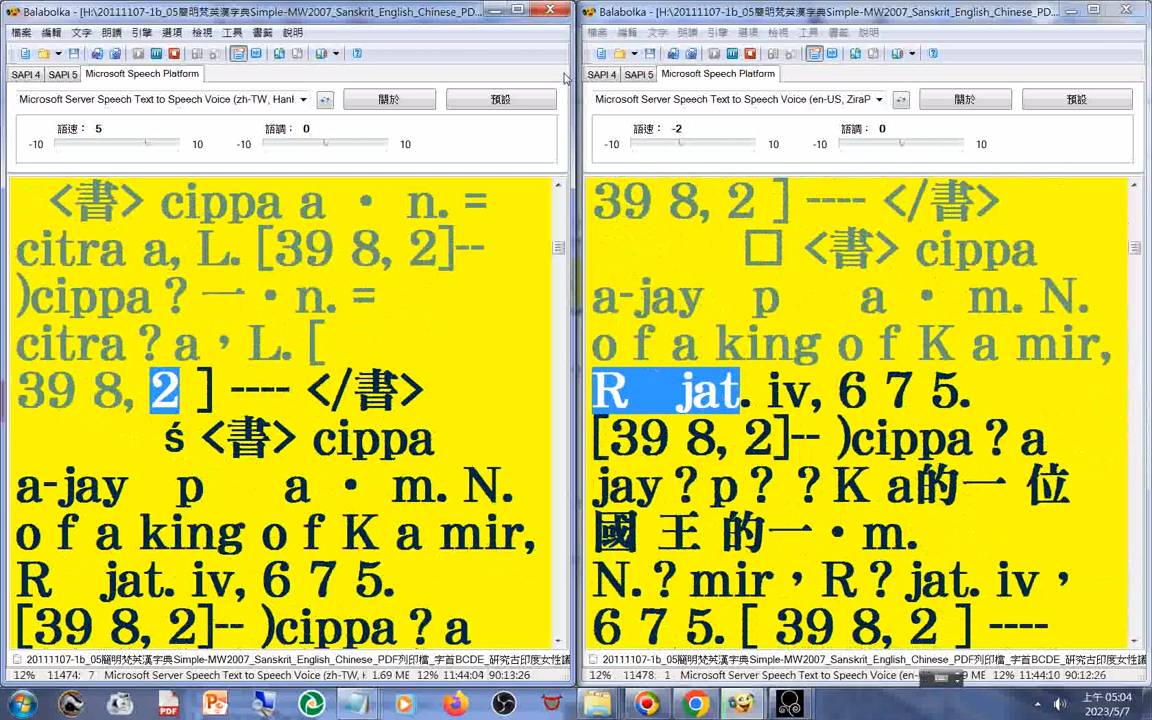 Balabolka - [H:\20111107-1b_05簡明梵英漢字典Simple-MW2007_Sanskrit_English_Chinese_PD...
檔案 編輯 文字 朗讀 引擎 選項 檢視 工具 書籤 說明
SAPI 4 SAPI 5 Microsoft Speech Platform
Microsoft Server Speech Text to Speech Voice (zh-TW, Hanl
關於
預設
語速： 5
語調： 0
-10 10 -10 10
<書> cippa a ‧ n. =
citra a, L. [39 8, 2]--
)cippa？一‧n. =
citra？a，L. [
39 8, 2 ] ---- </書>
ś <書> cippa
a-jay p a ‧ m. N.
o f a king o f K a mir,
R jat. iv, 6 7 5.
[39 8, 2]-- )cippa？a
20111107-1b_05簡明梵英漢字典Simple-MW2007_Sanskrit_English_Chinese_PDF列印檔_字首BCDE_研究古印度女性議
12% 11474: 7 Microsoft Server Speech Text to Speech Voice (zh-TW, 1.69 ME 12% 11:44:04 90:13:26
Balabolka - [H:\20111107-1b_05簡明梵英漢字典Simple-MW2007_Sanskrit_English_Chinese_PD...
檔案 編輯 文字 朗讀 引擎 選項 檢視 工具 書籤 說明
SAPI 4 SAPI 5 Microsoft Speech Platform
Microsoft Server Speech Text to Speech Voice (en-US, ZiraP
關於
預設
語速： -2
語調： 0
-10 10 -10 10
39 8, 2 ] ---- </書>
□ <書> cippa
a-jay p a ‧ m. N.
o f a king o f K a mir,
R jat. iv, 6 7 5.
[39 8, 2]-- )cippa？a
jay？p？ ？K a的一 位
國 王 的一‧m.
N.？mir，R？jat. iv，
6 7 5. [ 39 8, 2 ] ----
20111107-1b_05簡明梵英漢字典Simple-MW2007_Sanskrit_English_Chinese_PDF列印檔_字首BCDE_研究古印度女性議
12% 11478: 1 Microsoft Server Speech Text to Speech Voice (en-us ME 12% 11:44:10 90:12:26
上午 05:04
2023/5/7